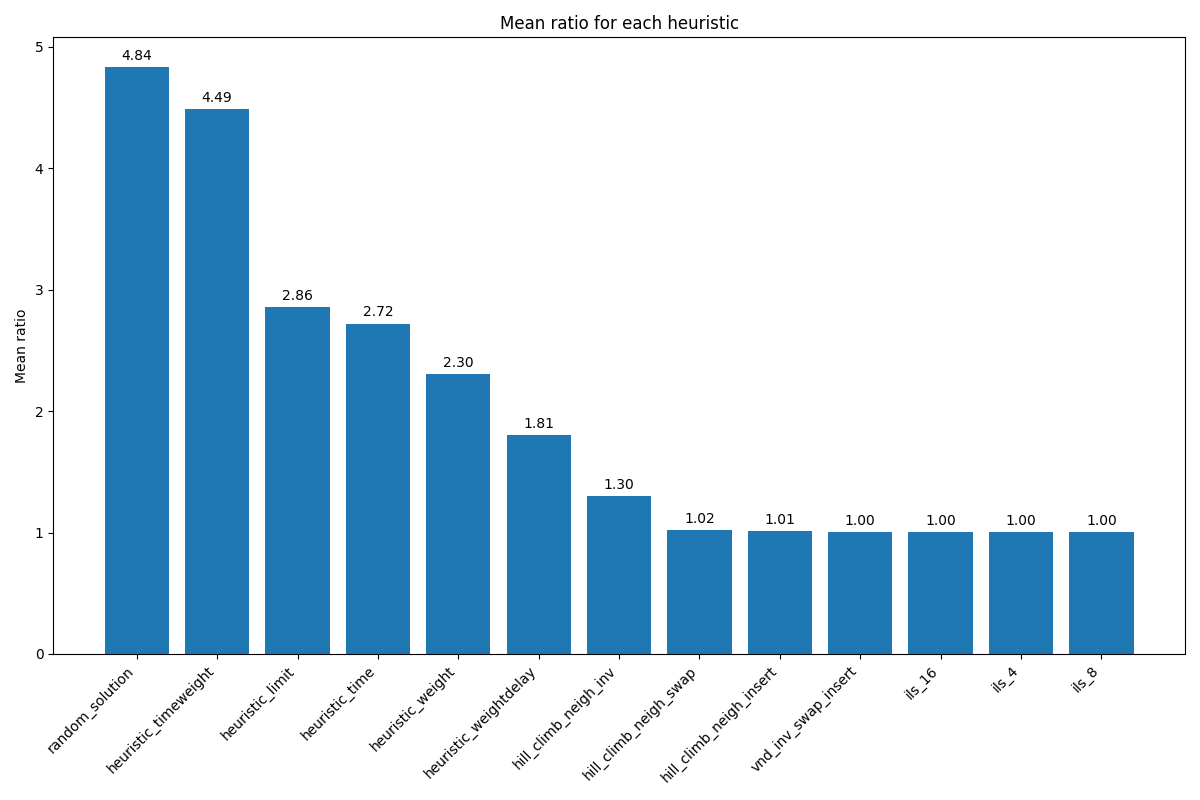 Mean ratio for each heuristic
Mean ratio
5
4
3
2
1
0
4.84
4.49
2.86
2.72
2.30
1.81
1.30
1.02
1.01
1.00
1.00
1.00
1.00
random_solution
heuristic_timeweight
heuristic_limit
heuristic_time
heuristic_weight
heuristic_weightdelay
hill_climb_neigh_inv
hill_climb_neigh_swap
hill_climb_neigh_insert
vnd_inv_swap_insert
ils_16
ils_4
ils_8